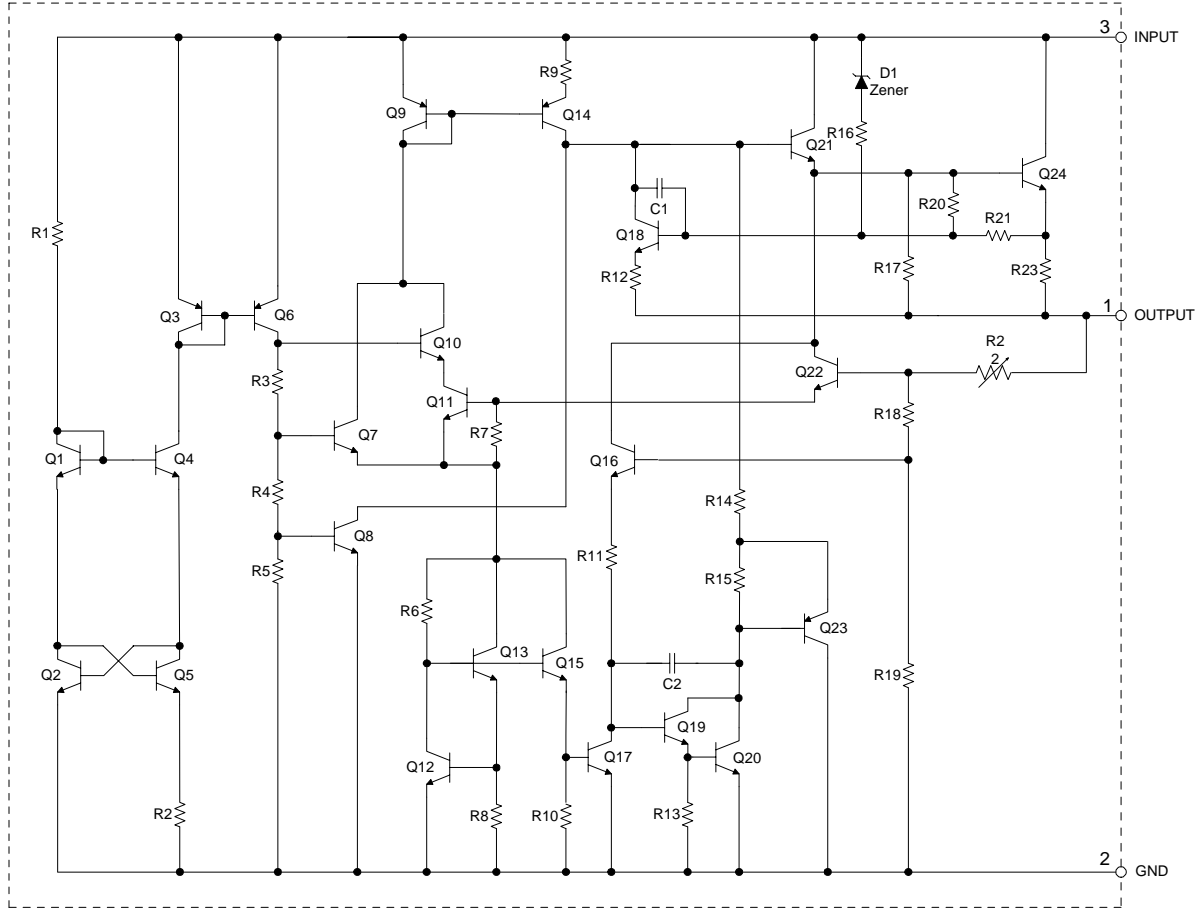 3 INPUT
R9
D1
Zener
Q9
Q14
R16
Q21
Q24
C1
R20
R21
R1
Q18
R12
R17
R23
1 OUTPUT
Q3
Q6
Q10
R2
2
Q22
R3
Q11
R18
Q7
R7
Q1
Q4
Q16
R4
R14
Q8
R11
R5
R15
R6
Q23
Q13
Q15
Q2
Q5
C2
R19
Q19
Q12
Q17
Q20
R2
R8
R10
R13
2 GND